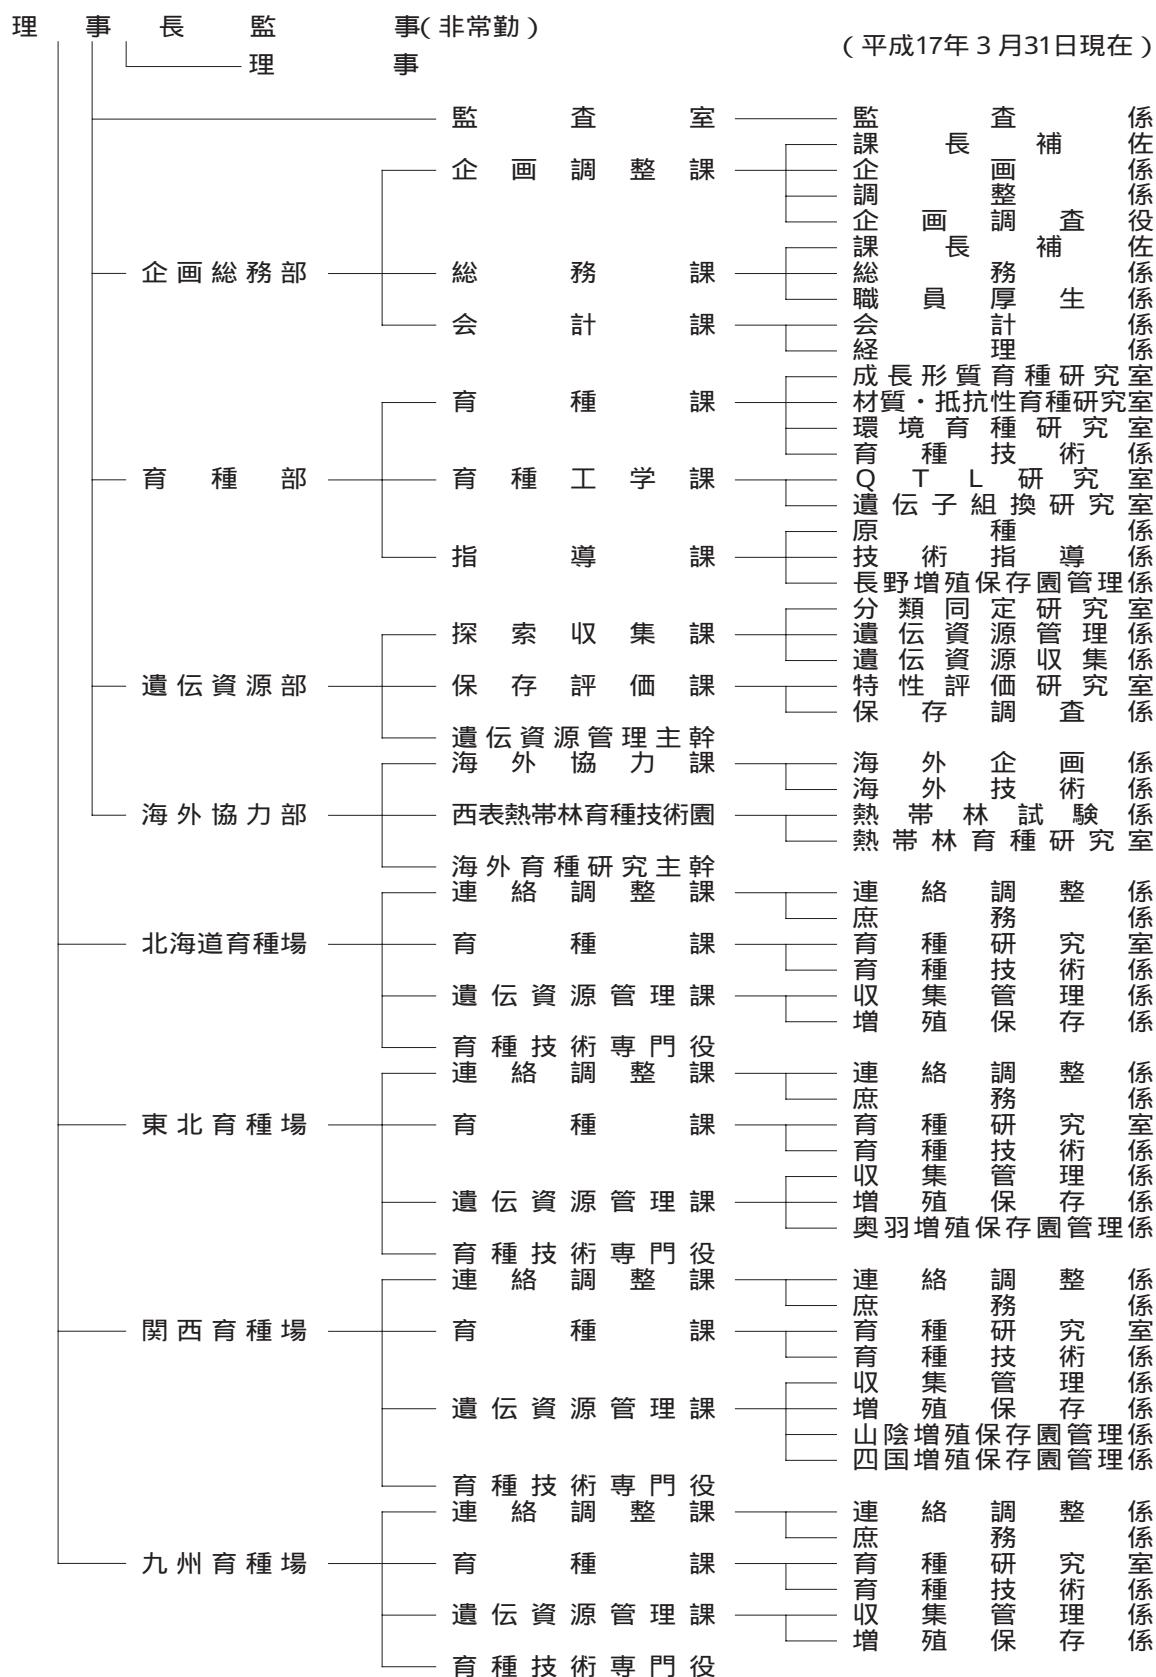 理事長 監事(非常勤)
(平成17年3月31日現在)
理事
監査室 監査係
課長補佐
企画調整課 企画係
調整係
企画調査役
課長補佐
企画総務部 総務課 総務係
職員厚生係
会計課 会計係
経理係
成長形質育種研究室
育種課 材質・抵抗性育種研究室
環境育種研究室
育種技術係
育種部 育種工学課 QTL研究室
遺伝子組換研究室
原種係
指導課 技術指導係
長野増殖保存園管理係
分類同定研究室
探索収集課 遺伝資源管理係
遺伝資源収集係
遺伝資源部 保存評価課 特性評価研究室
保存調査係
遺伝資源管理主幹
海外協力課 海外企画係
海外技術係
海外協力部 西表熱帯林育種技術園 熱帯林試験係
熱帯林育種研究室
海外育種研究主幹
連絡調整課 連絡調整係
庶務係
北海道育種場 育種課 育種研究室
育種技術係
遺伝資源管理課 収集管理係
増殖保存係
育種技術専門役
連絡調整課 連絡調整係
庶務係
東北育種場 育種課 育種研究室
育種技術係
収集管理係
遺伝資源管理課 増殖保存係
奥羽増殖保存園管理係
育種技術専門役
連絡調整課 連絡調整係
庶務係
関西育種場 育種課 育種研究室
育種技術係
収集管理係
遺伝資源管理課 増殖保存係
山陰増殖保存園管理係
四国増殖保存園管理係
育種技術専門役
連絡調整課 連絡調整係
庶務係
九州育種場 育種課 育種研究室
育種技術係
遺伝資源管理課 収集管理係
増殖保存係
育種技術専門役